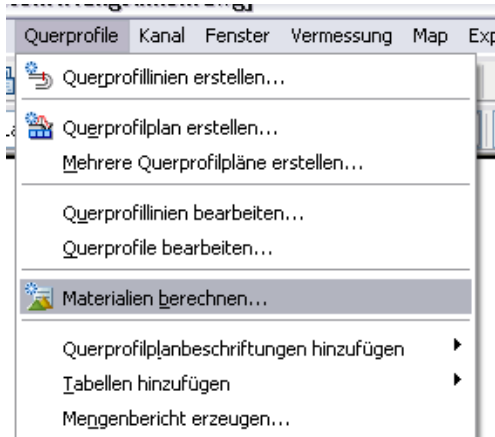 Querprofile Kanal Fenster Vermessung Map Exp
Querprofillinien erstellen...
Querprofilplan erstellen...
Mehrere Querprofilpläne erstellen...
Querprofillinien bearbeiten...
Querprofile bearbeiten...
Materialien berechnen...
Querprofilplanbeschriftungen hinzufügen
Tabellen hinzufügen
Mengenbericht erzeugen...